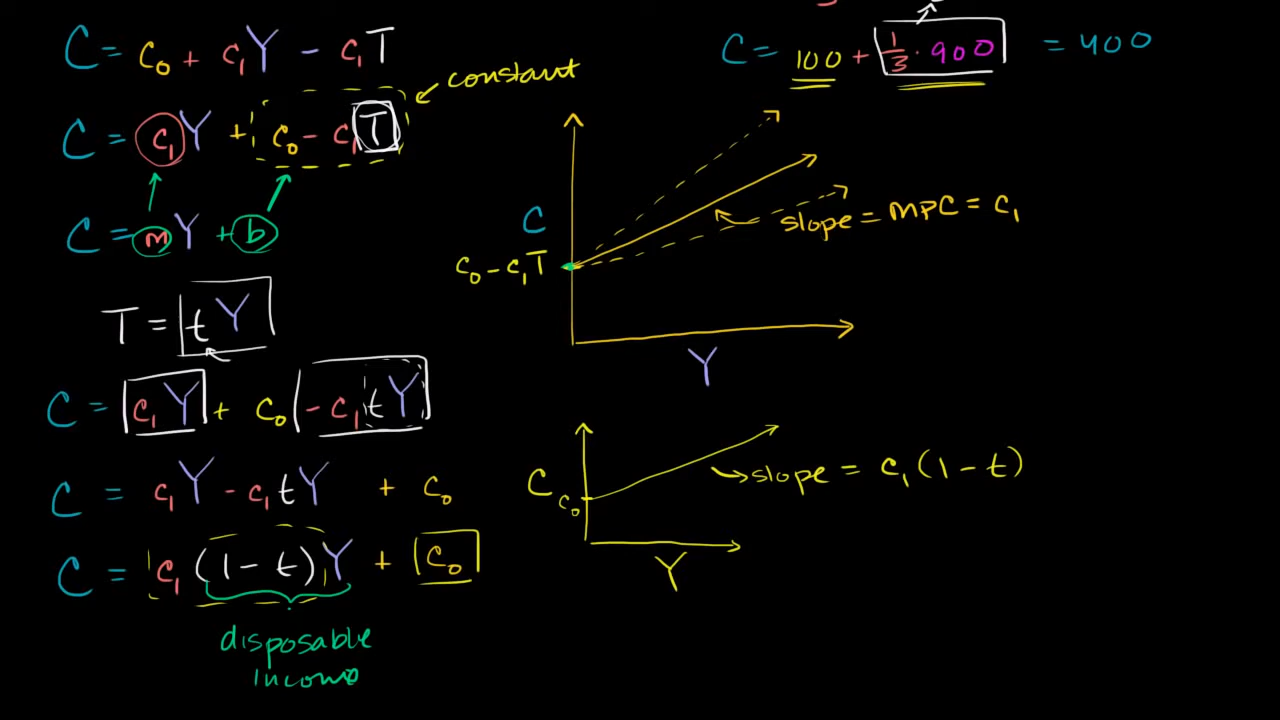 C = c₀ + c₁Y - c₁T
C = 100 + 1/3 · 900 = 400
constant
C = c₁Y + c₀ - c₁T
C = mY + b
T = tY
C = c₁Y + c₀ - c₁tY
C = c₁Y - c₁tY + c₀
C = c₁(1-t)Y + c₀
disposable
income
C
slope = MPC = c₁
c₀ - c₁T
Y
C
c₀
slope = c₁(1-t)
Y